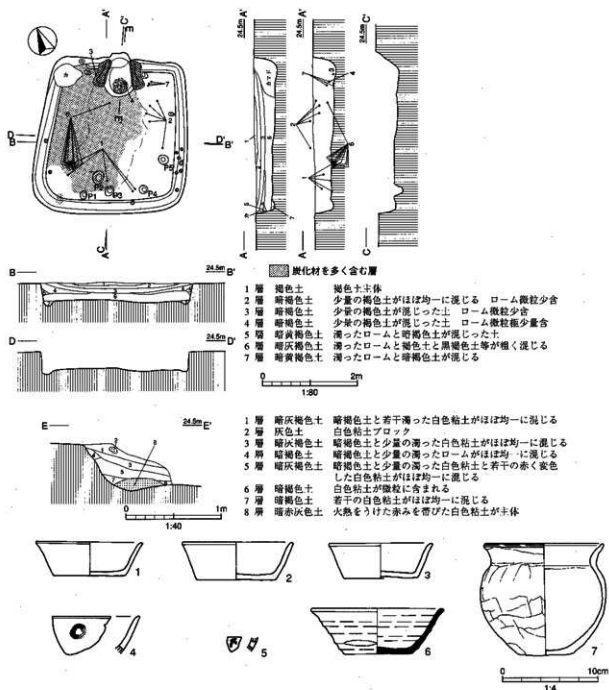 A'
C'
E
24.5m
A'
24.5m
C'
3
7
2
カマド
4
5
D
B
D'
B'
E'
1
6
P5
P1
P2
P3
P4
A
C
A
A
C
7
炭化材を多く含む層
B
24.5m
B'
D
D'
1層 褐色土 褐色土主体
2層 暗褐色土 少量の褐色土がほぼ均一に混じる ローム微粒少含
3層 暗褐色土 少量の褐色土が混じった土 ローム微粒少含
4層 暗褐色土 少量の褐色土が混じった土 ローム微粒極少量含
5層 暗黄褐色土 濁ったロームと暗褐色土が混じった土
6層 暗灰褐色土 濁ったロームと褐色土と黒褐色土等が粗く混じる
7層 暗黄褐色土 濁ったロームと暗褐色土が混じる
0 2m
1:80
E
24.5m
E'
0 1m
1:40
1層 暗灰褐色土 暗褐色土と若干濁った白色粘土がほぼ均一に混じる
2層 灰色土 白色粘土ブロック
3層 暗灰褐色土 暗褐色土と少量の濁った白色粘土がほぼ均一に混じる
4層 暗褐色土 暗褐色土と少量の濁ったロームがほぼ均一に混じる
5層 暗灰褐色土 暗褐色土と少量の濁った白色粘土と若干の赤く変色
した白色粘土がほぼ均一に混じる
6層 暗褐色土 白色粘土が微粒に含まれる
7層 暗褐色土 若干の白色粘土がほぼ均一に混じる
8層 暗赤灰色土 火熱をうけた赤みを帯びた白色粘土が主体
1
2
3
4
5
6
7
0 10cm
1:4